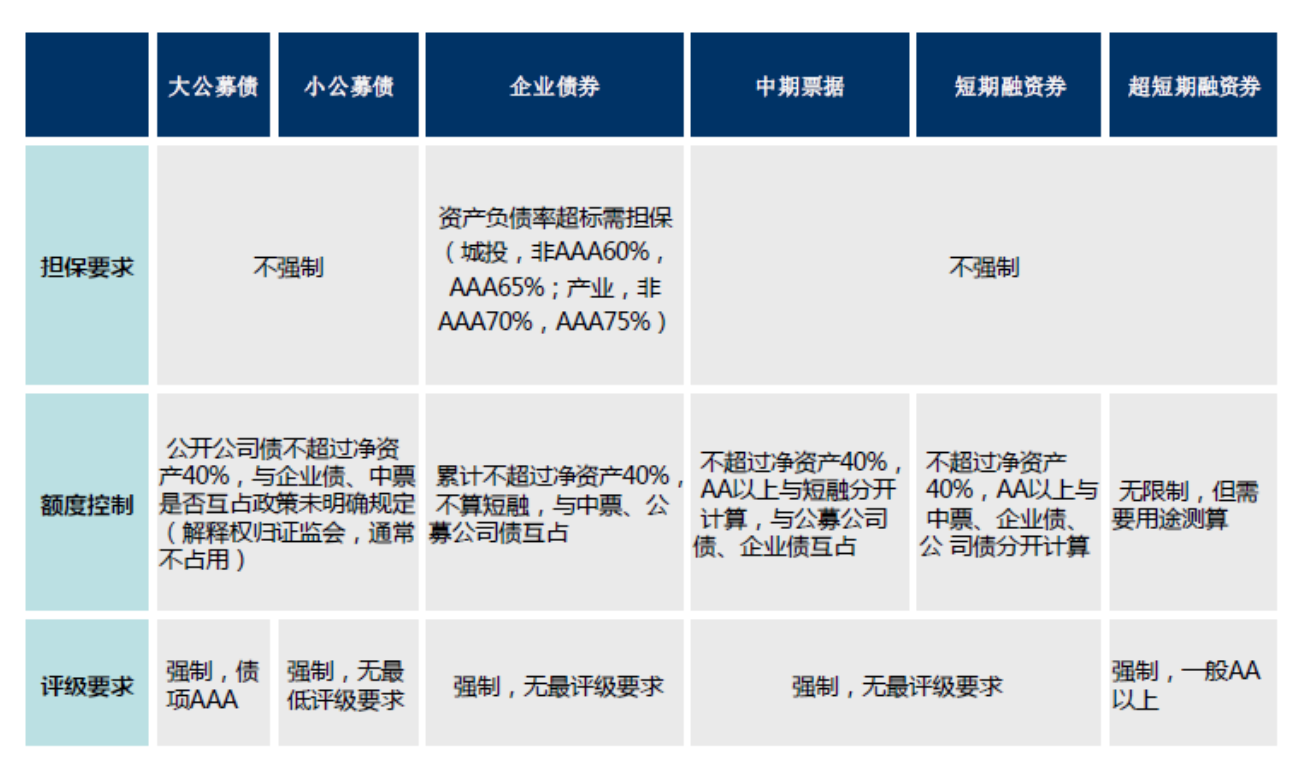 大公募债 小公募债 企业债券 中期票据 短期融资券 超短期融资券
担保要求
不强制
资产负债率超标需担保
（城投，非AAA60%，
AAA65%；产业，非
AAA70%，AAA75%）
不强制
额度控制
公开公司债不超过净资
产40%，与企业债、中票
是否互占政策未明确规定
（解释权归证监会，通常
不占用）
累计不超过净资产40%，
不算短融，与中票、公
募公司债互占
不超过净资产40%，
AA以上与短融分开
计算，与公募公司
债、企业债互占
不超过净资产
40%，AA以上与
中票、企业债、
公 司债分开计算
无限制，但需
要用途测算
评级要求
强制，债
项AAA
强制，无最
低评级要求
强制，无最评级要求
强制，无最评级要求
强制，一般AA
以上